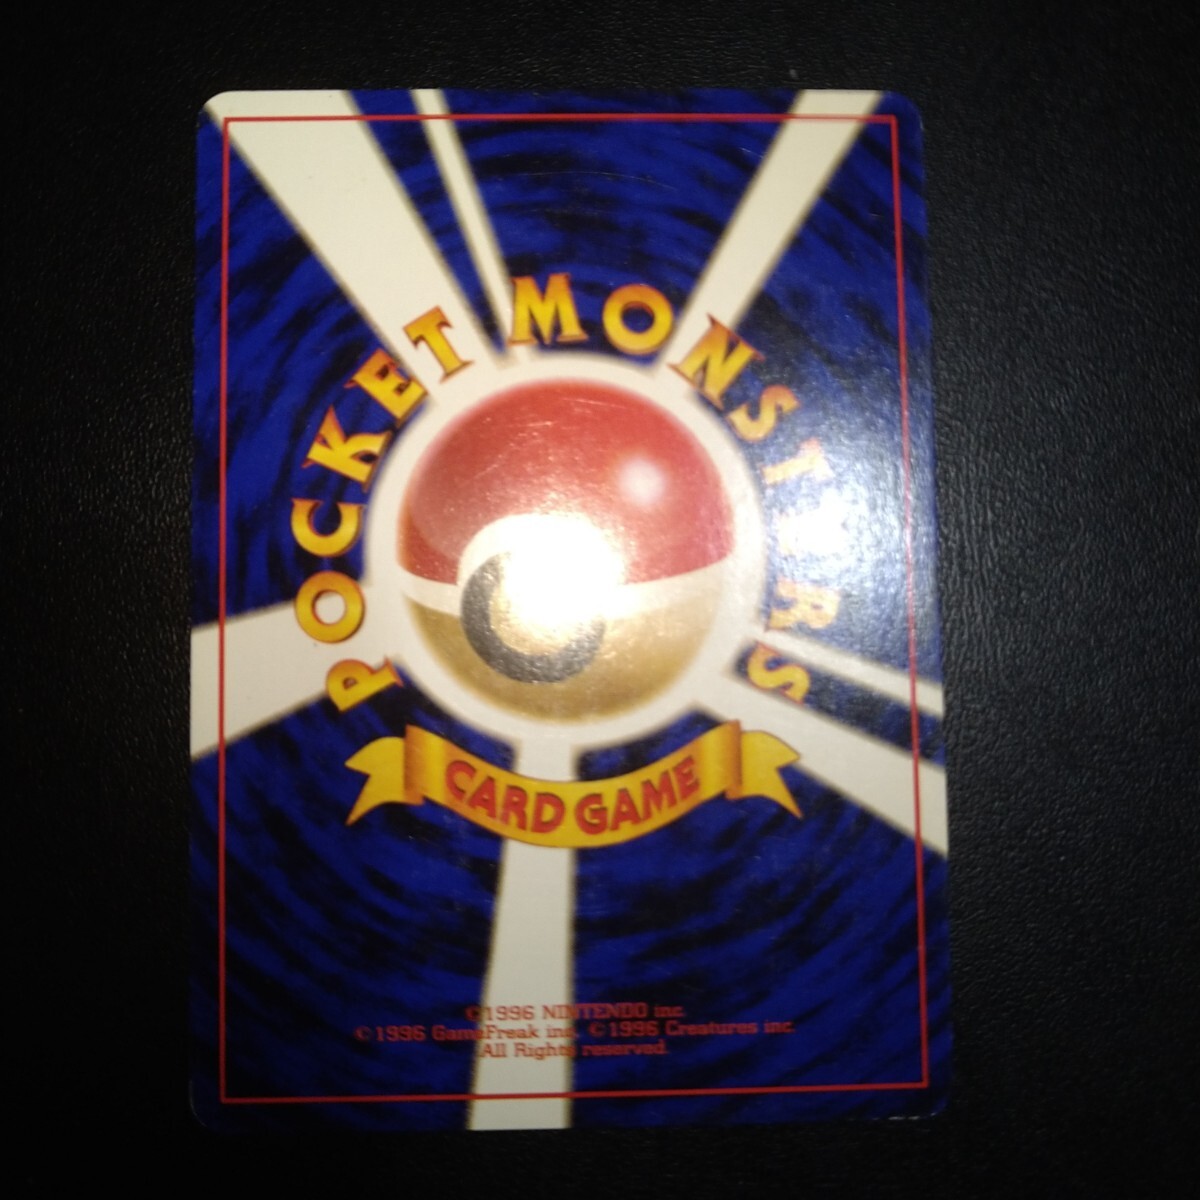 POCKET MONSTERS
CARD GAME
©1996 NINTENDO inc.
©1996 GameFreak inc. ©1996 Creatures inc.
All Rights reserved.